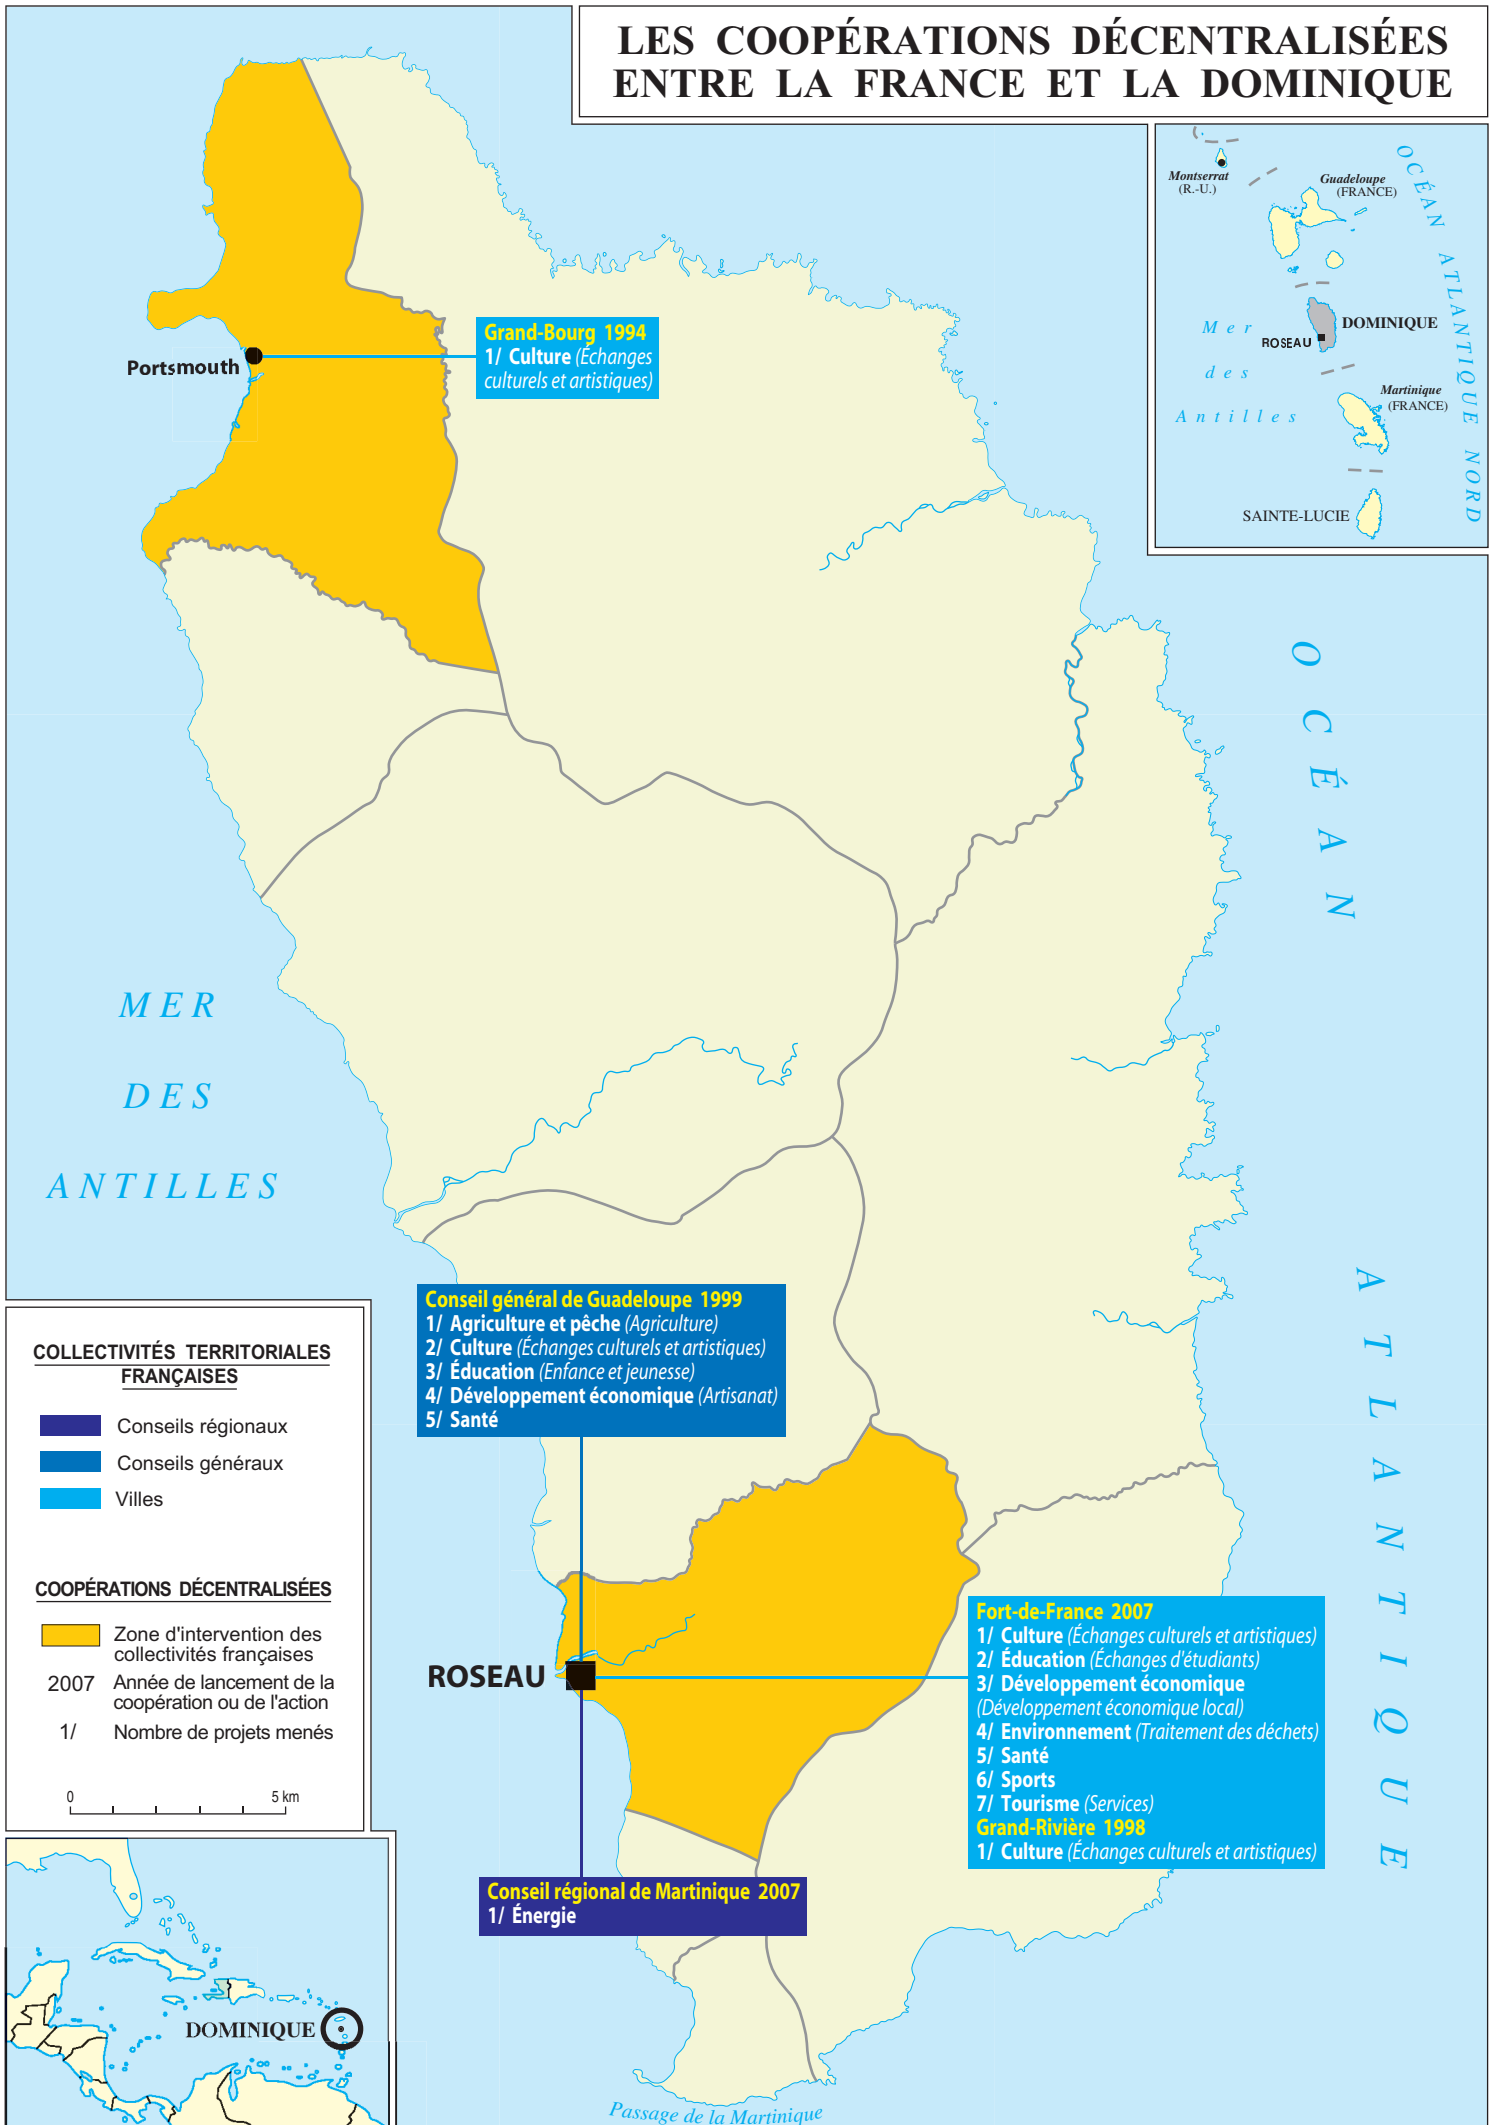 LES COOPÉRATIONS DÉCENTRALISÉES
ENTRE LA FRANCE ET LA DOMINIQUE
Montserrat
(R.-U.)
Guadeloupe
(FRANCE)
OCÉAN ATLANTIQUE NORD
Mer
des
Antilles
DOMINIQUE
ROSEAU
Martinique
(FRANCE)
SAINTE-LUCIE
Portsmouth
Grand-Bourg 1994
1/ Culture (Échanges
culturels et artistiques)
OCÉAN
ATLANTIQUE
MER
DES
ANTILLES
Conseil général de Guadeloupe 1999
1/ Agriculture et pêche (Agriculture)
2/ Culture (Échanges culturels et artistiques)
3/ Éducation (Enfance et jeunesse)
4/ Développement économique (Artisanat)
5/ Santé
COLLECTIVITÉS TERRITORIALES
FRANÇAISES
Conseils régionaux
Conseils généraux
Villes
COOPÉRATIONS DÉCENTRALISÉES
Zone d'intervention des
collectivités françaises
2007 Année de lancement de la
coopération ou de l'action
1/ Nombre de projets menés
0 5 km
ROSEAU
Fort-de-France 2007
1/ Culture (Échanges culturels et artistiques)
2/ Éducation (Échanges d'étudiants)
3/ Développement économique
(Développement économique local)
4/ Environnement (Traitement des déchets)
5/ Santé
6/ Sports
7/ Tourisme (Services)
Grand-Rivière 1998
1/ Culture (Échanges culturels et artistiques)
Conseil régional de Martinique 2007
1/ Énergie
DOMINIQUE
Passage de la Martinique